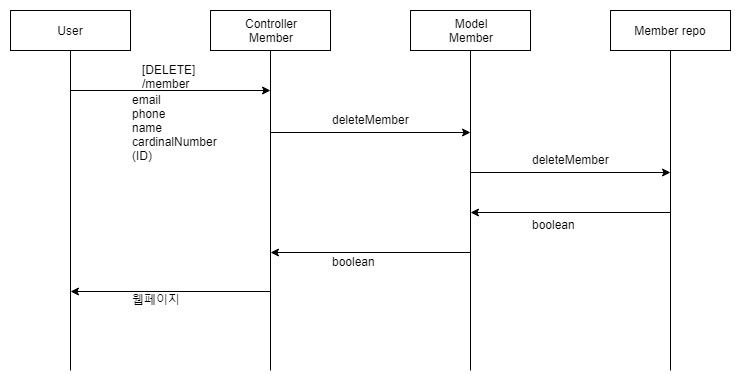 User
Controller
Member
Model
Member
Member repo
[DELETE]
/member
email
phone
name
cardinalNumber
(ID)
deleteMember
deleteMember
boolean
boolean
웹페이지